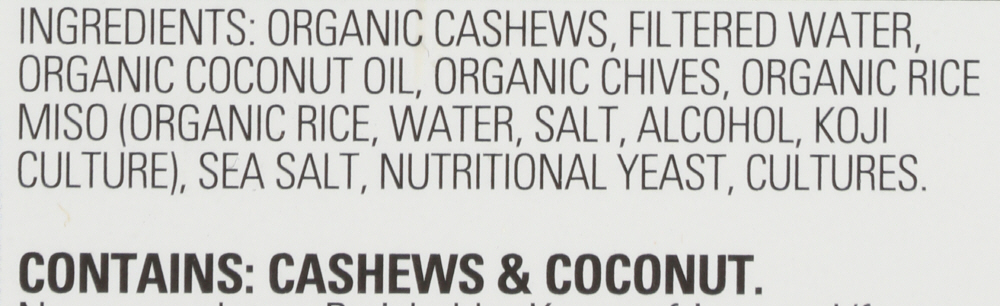 INGREDIENTS: ORGANIC CASHEWS, FILTERED WATER,
ORGANIC COCONUT OIL, ORGANIC CHIVES, ORGANIC RICE
MISO (ORGANIC RICE, WATER, SALT, ALCOHOL, KOJI
CULTURE), SEA SALT, NUTRITIONAL YEAST, CULTURES.
CONTAINS: CASHEWS & COCONUT.